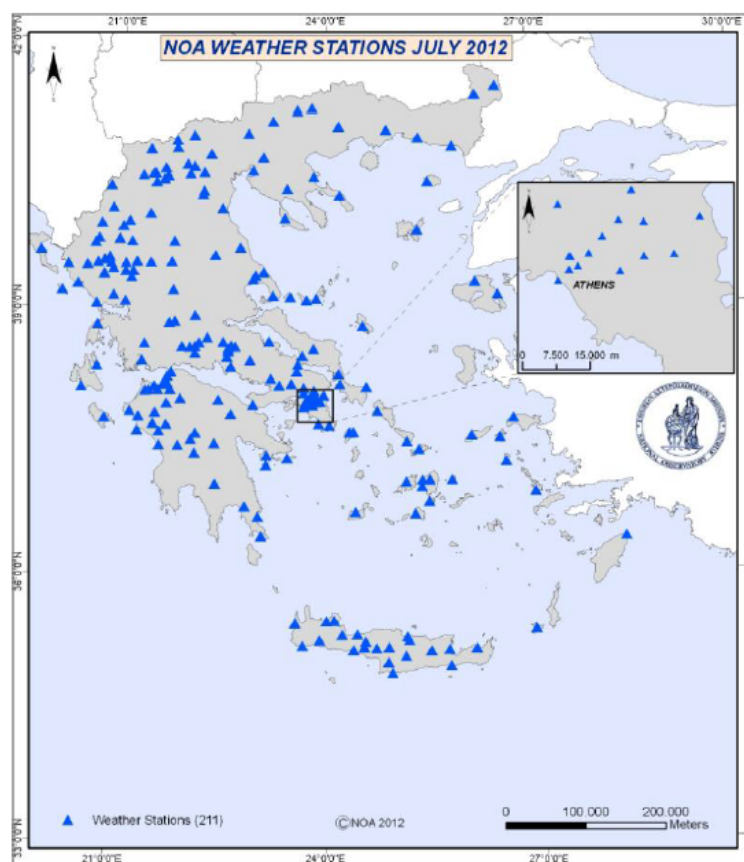 21°0'0"E 24°0'0"E 27°0'0"E 30°0'0"E
42°0'0"N
NOA WEATHER STATIONS JULY 2012
39°0'0"N
ATHENS
0 7.500 15.000 m
36°0'0"N
Weather Stations (211)
©NOA 2012
0 100.000 200.000
Meters
33°0'0"N
21°0'0"E 24°0'0"E 27°0'0"E